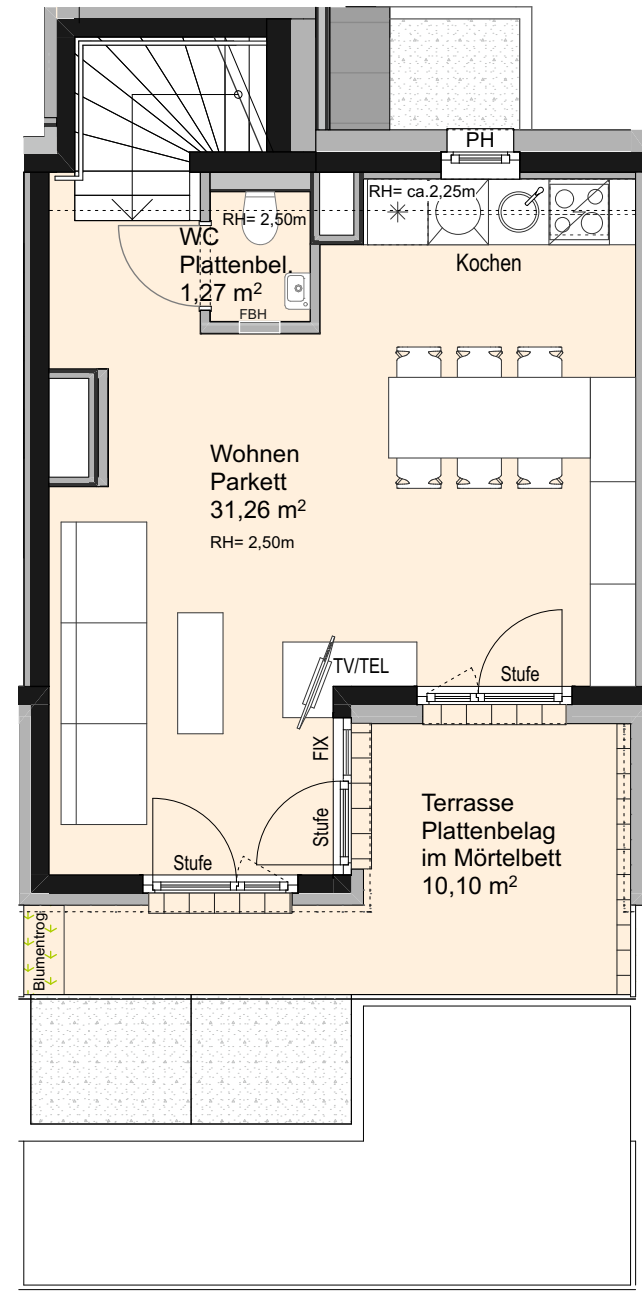 PH
RH= ca.2,25m
RH= 2,50m
WC
Plattenbel.
1,27 m²
FBH
Kochen
Wohnen
Parkett
31,26 m²
RH= 2,50m
TV/TEL
Stufe
FIX
Stufe
Stufe
Terrasse
Plattenbelag
im Mörtelbett
10,10 m²
Blumentrog